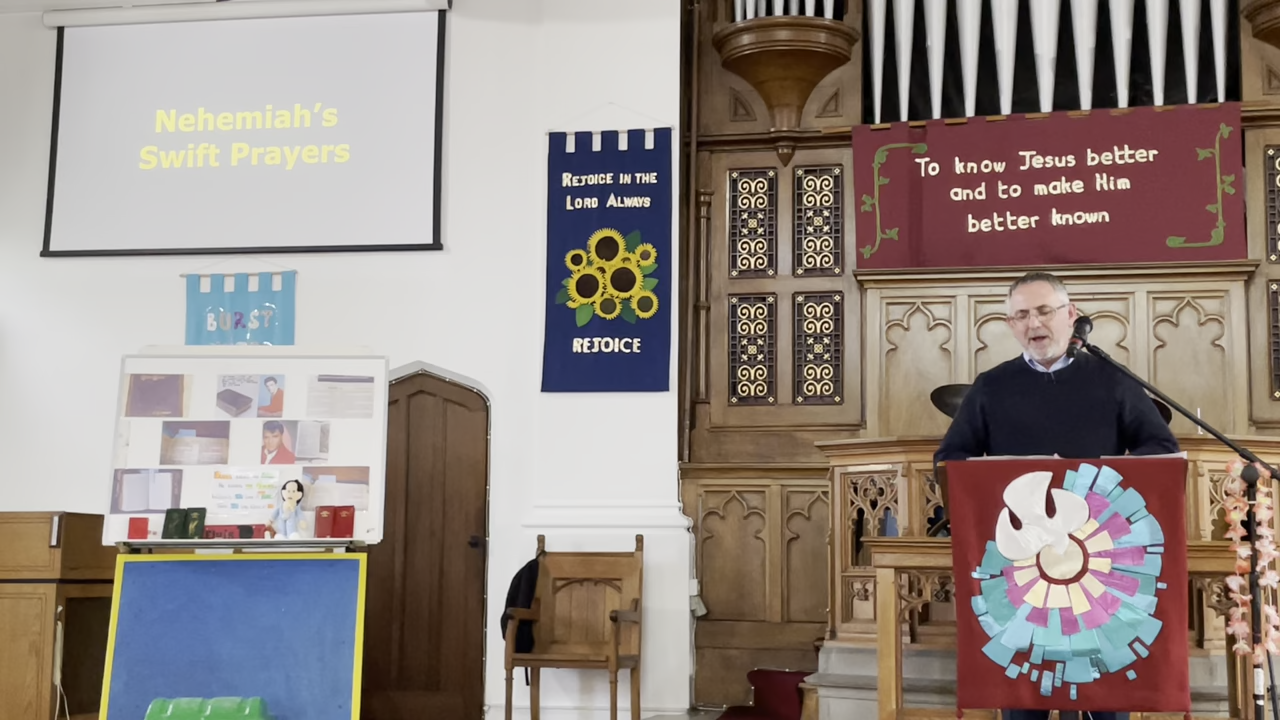 Nehemiah's
Swift Prayers
REJOICE IN THE
LORD ALWAYS
REJOICE
BURST
To know Jesus better
and to make Him
better known